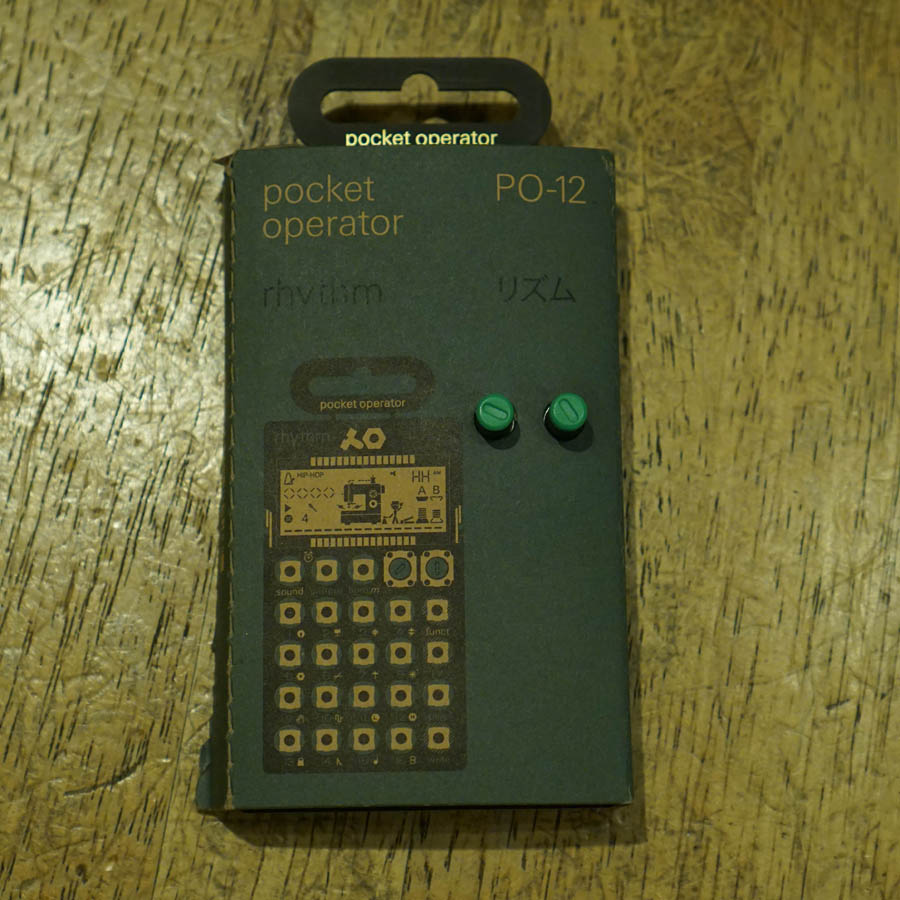 pocket operator
pocket
operator
PO-12
rhythm
リズム
pocket operator
rhythm
HIP-HOP
HH
A B
4
sound
funct
B
write